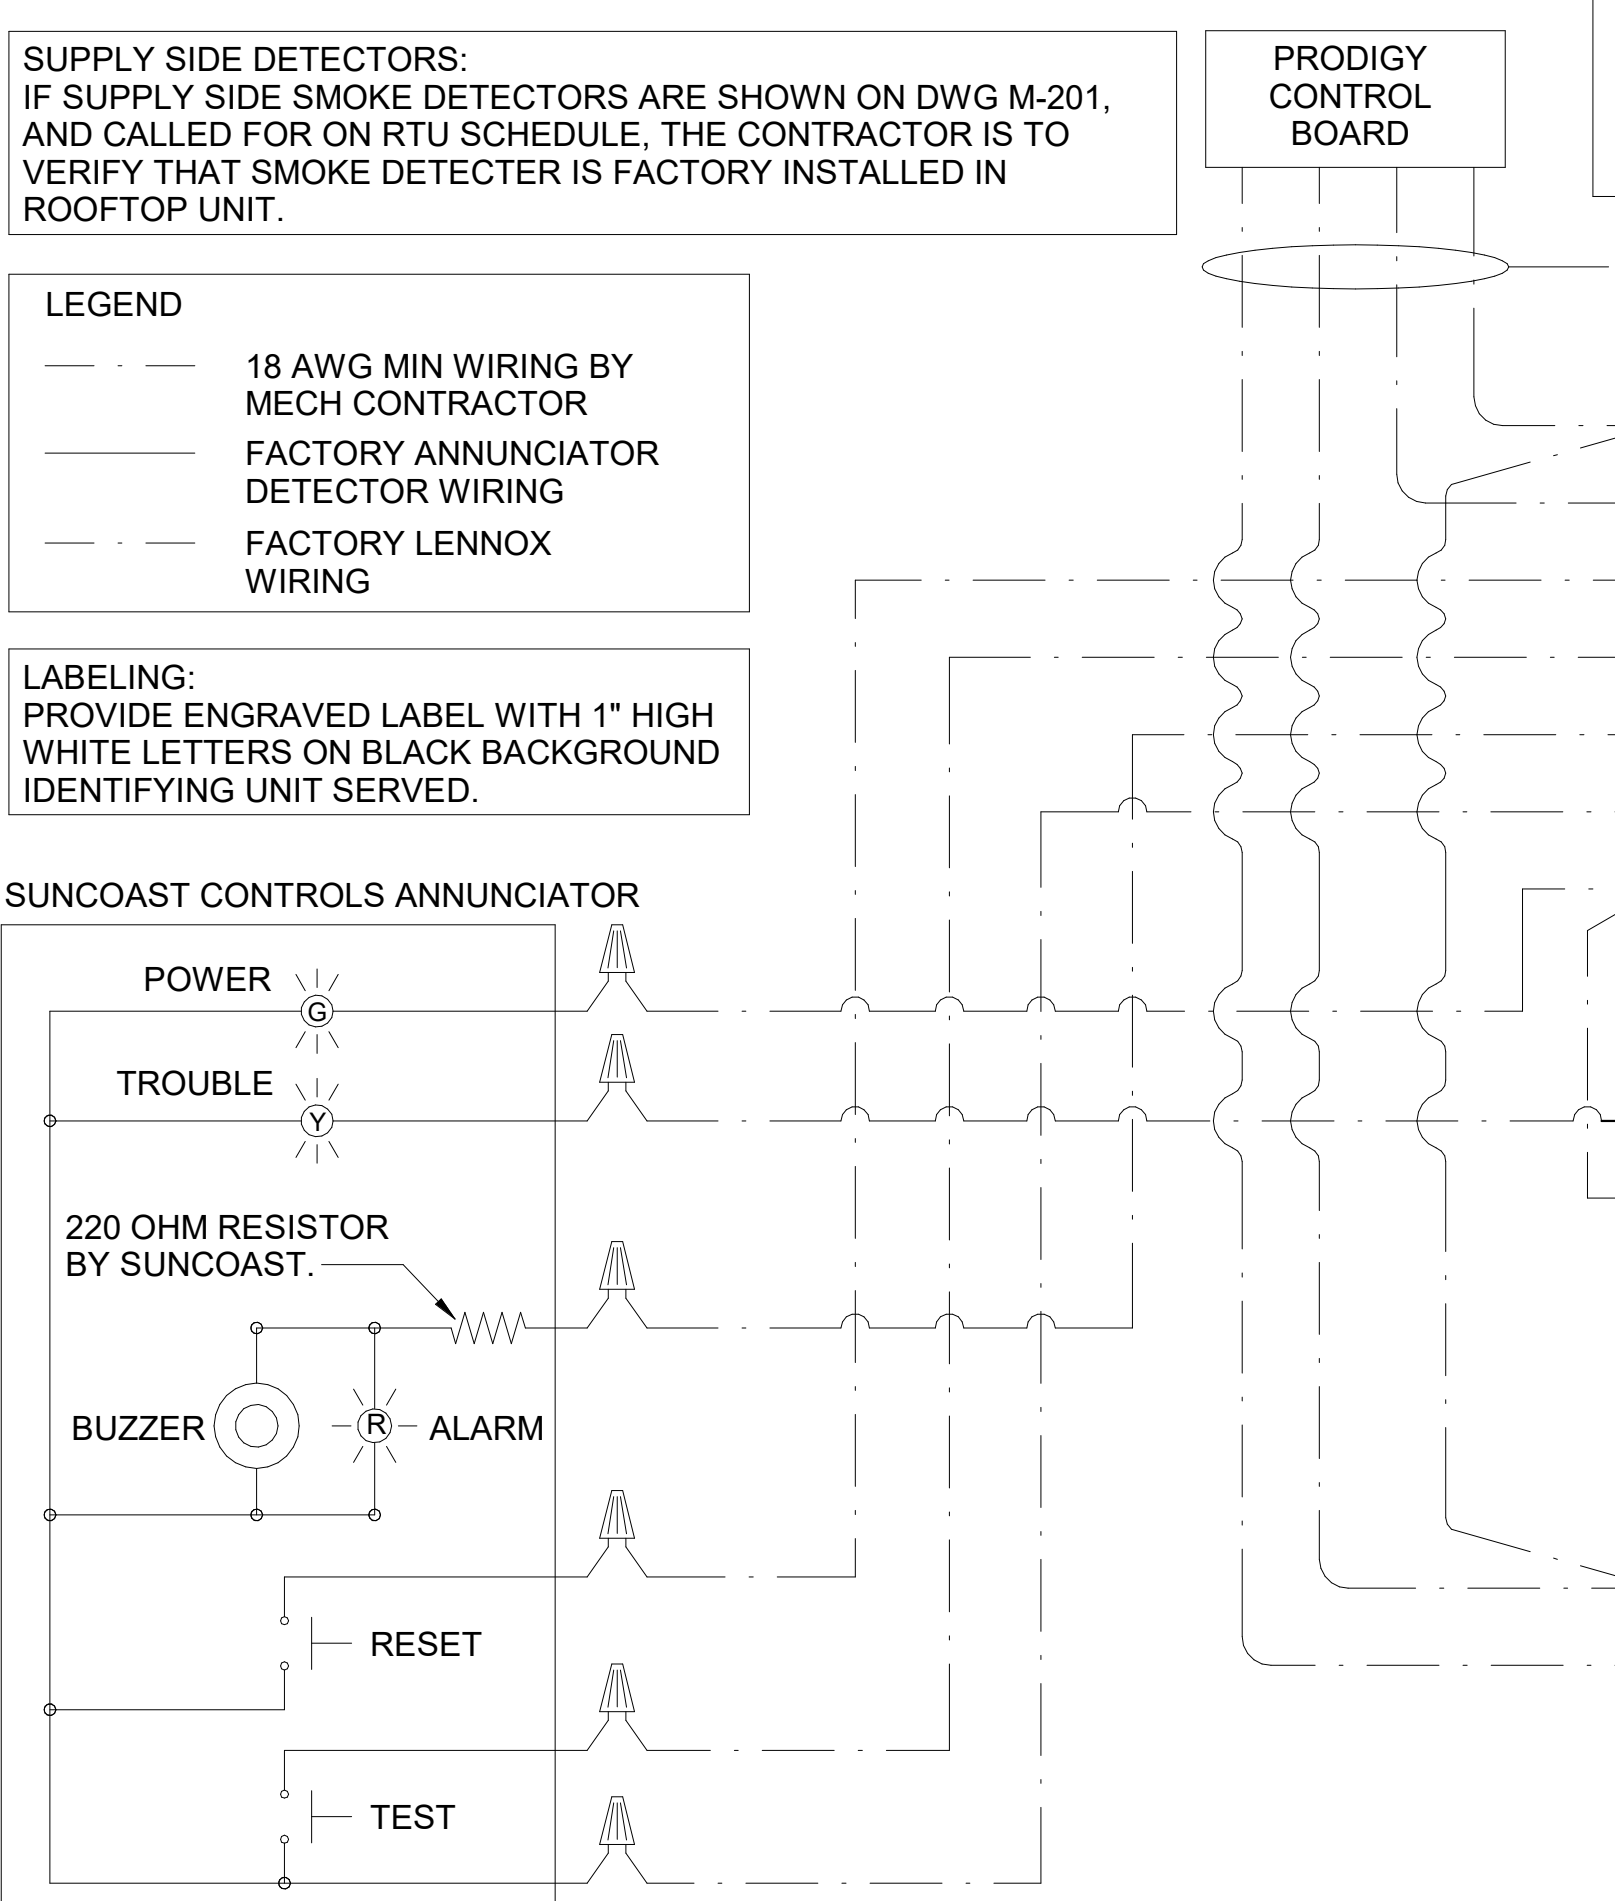 SUPPLY SIDE DETECTORS:
IF SUPPLY SIDE SMOKE DETECTORS ARE SHOWN ON DWG M-201,
AND CALLED FOR ON RTU SCHEDULE, THE CONTRACTOR IS TO
VERIFY THAT SMOKE DETECTER IS FACTORY INSTALLED IN
ROOFTOP UNIT.
PRODIGY
CONTROL
BOARD
LEGEND
18 AWG MIN WIRING BY
MECH CONTRACTOR
FACTORY ANNUNCIATOR
DETECTOR WIRING
FACTORY LENNOX
WIRING
LABELING:
PROVIDE ENGRAVED LABEL WITH 1" HIGH
WHITE LETTERS ON BLACK BACKGROUND
IDENTIFYING UNIT SERVED.
SUNCOAST CONTROLS ANNUNCIATOR
POWER
G
TROUBLE
Y
220 OHM RESISTOR
BY SUNCOAST.
BUZZER
R
ALARM
RESET
TEST